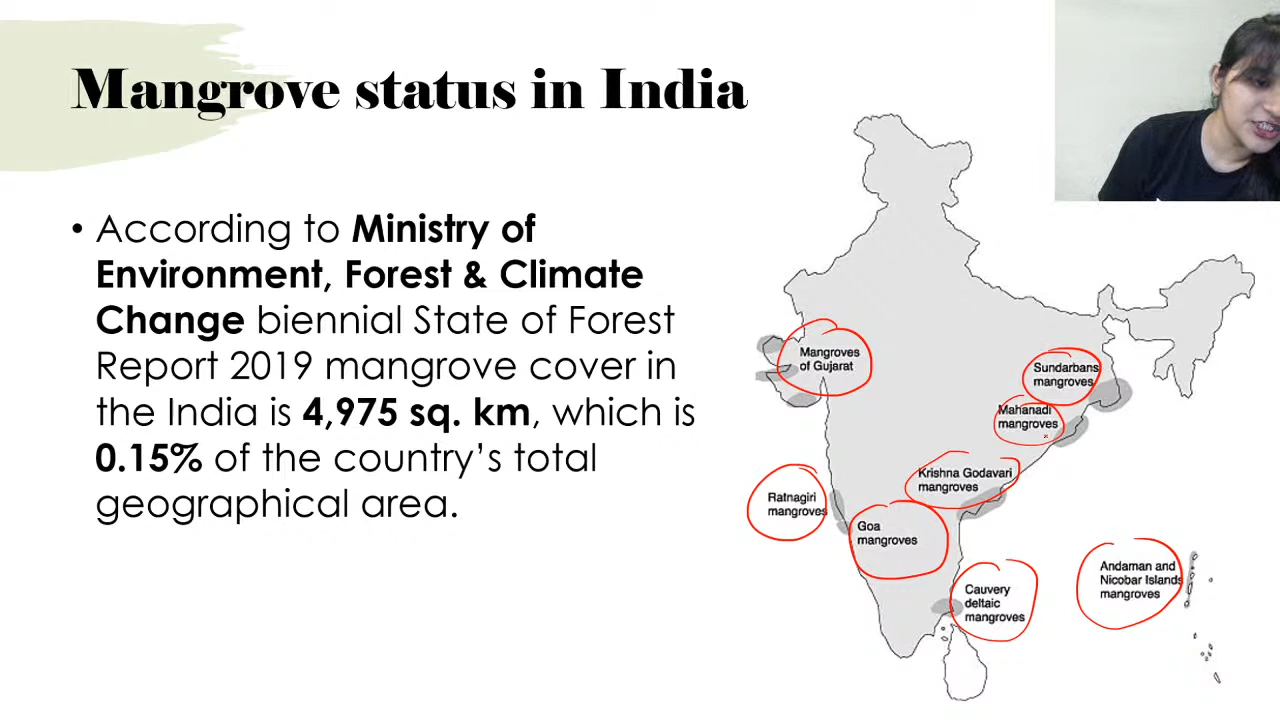 Mangrove status in India
• According to Ministry of
Environment, Forest & Climate
Change biennial State of Forest
Report 2019 mangrove cover in
the India is 4,975 sq. km, which is
0.15% of the country’s total
geographical area.
Mangroves
of Gujarat
Sundarbans
mangroves
Mahanadi
mangroves
Krishna Godavari
mangroves
Ratnagiri
mangroves
Goa
mangroves
Cauvery
deltaic
mangroves
Andaman and
Nicobar Islands
mangroves